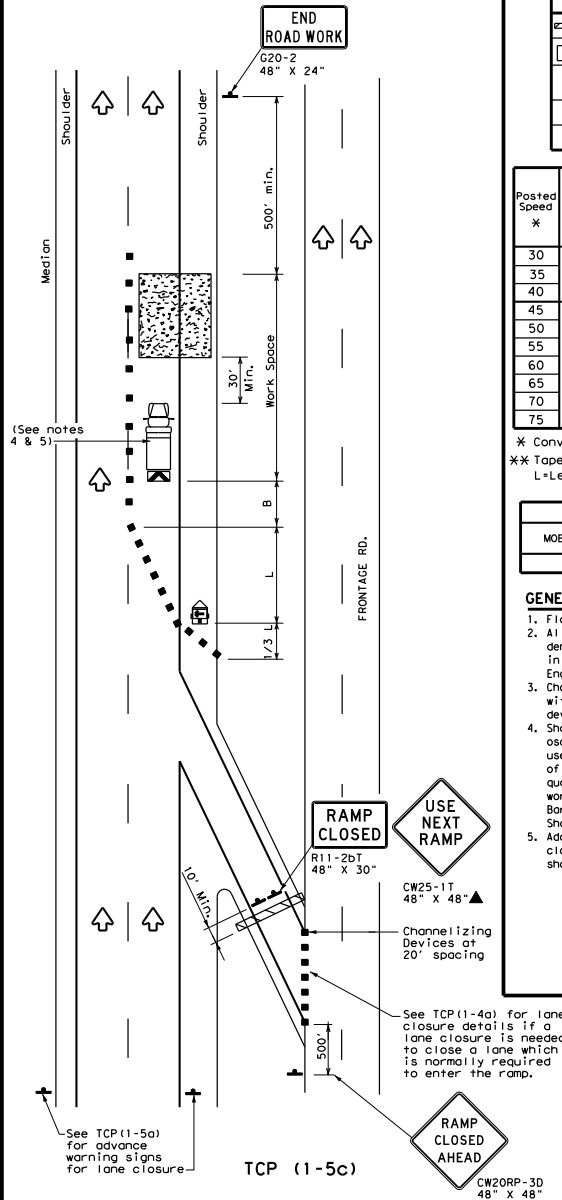 END
ROAD WORK
G20-2
48" X 24"
Shoulder
Shoulder
Median
500' min.
Work Space
30'
Min.
(See notes
4 & 5)
B
L
1/3 L
FRONTAGE RD.
RAMP
CLOSED
R11-2bT
48" X 30"
USE
NEXT
RAMP
CW25-1T
48" X 48"▲
10' Min.
Channelizing
Devices at
20' spacing
See TCP(1-4a) for lane
closure details if a
lane closure is needed
to close a lane which
is normally required
to enter the ramp.
500'
RAMP
CLOSED
AHEAD
CW20RP-3D
48" X 48"
See TCP(1-5a)
for advance
warning signs
for lane closure
TCP (1-5c)
Posted
Speed
*
30
35
40
45
50
55
60
65
70
75
* Conv
** Tape
L=Le
MOB
GENE
1. Fl
2. Al
der
in
Eng
3. Cha
wi
dev
4. Sho
osc
use
of
qua
wor
Bar
Sha
5. Add
clo
sho